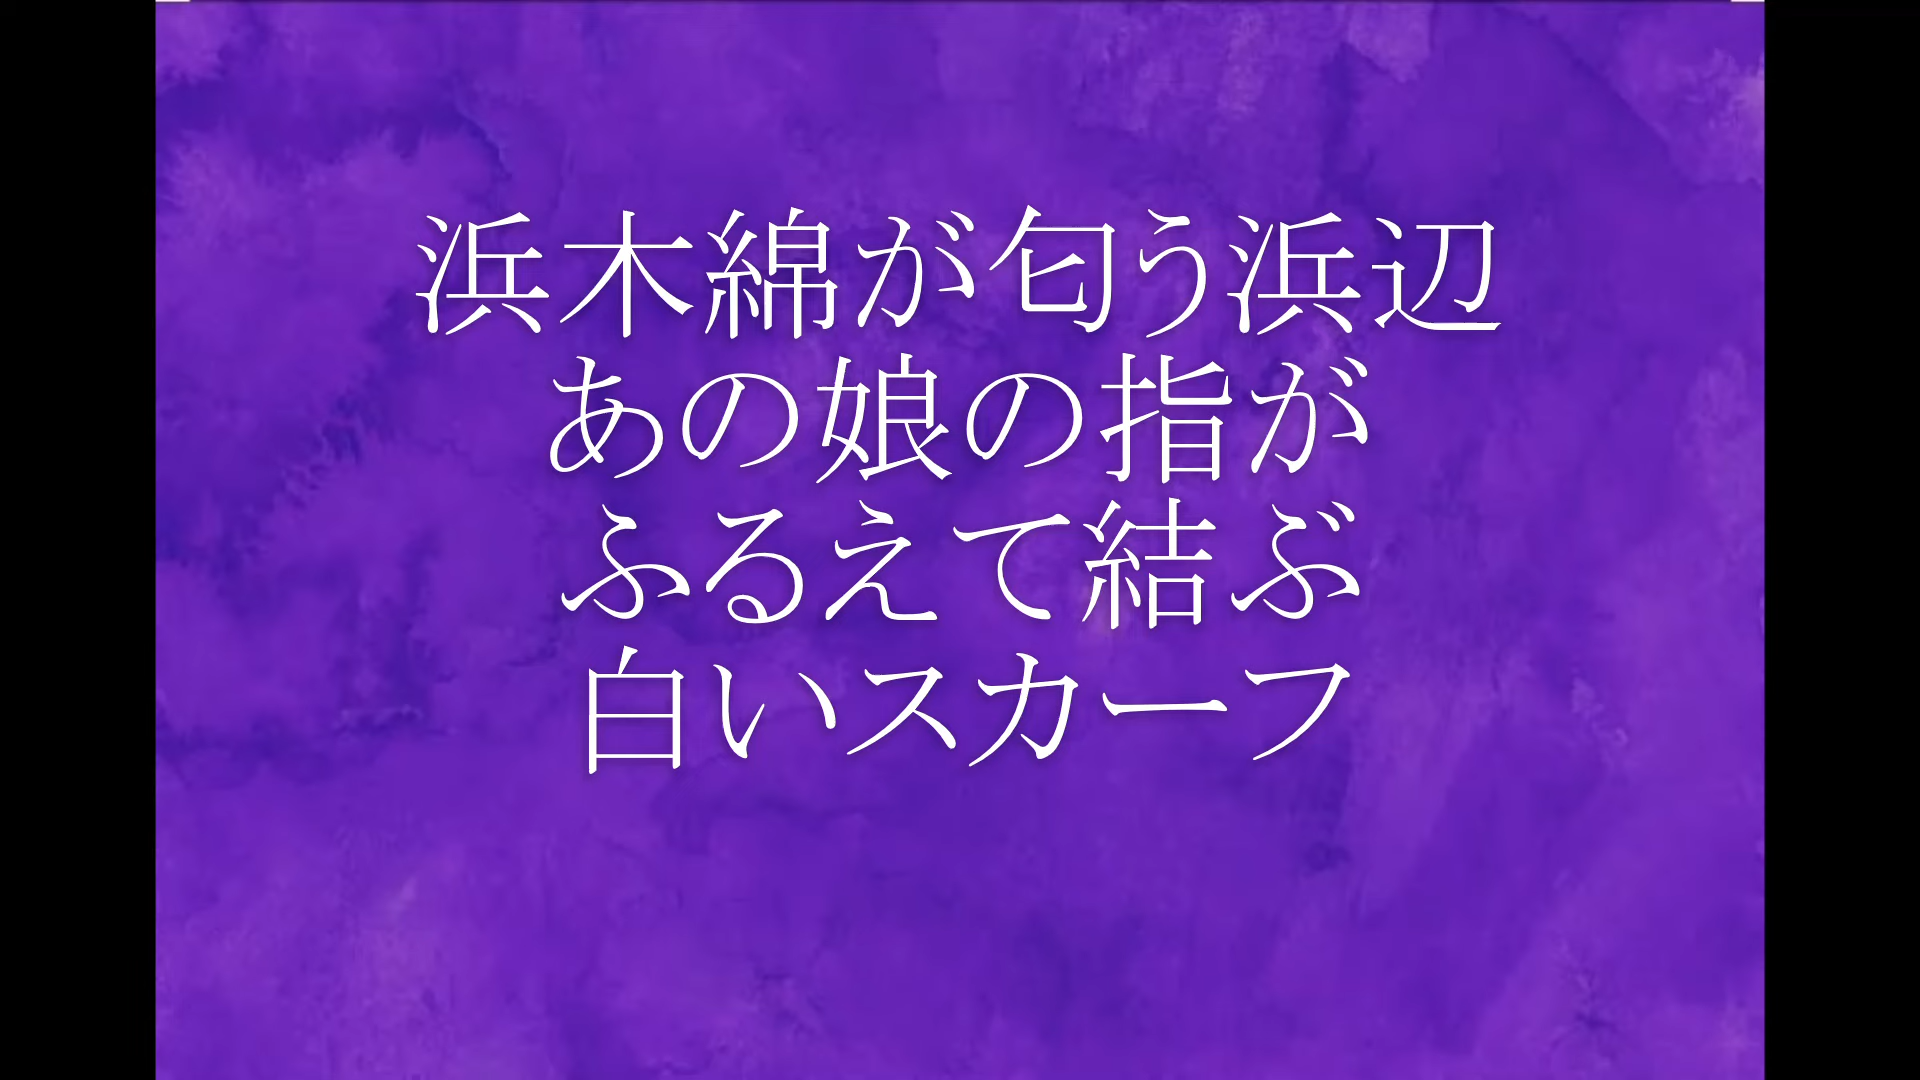 浜木綿が匂う浜辺
あの娘の指が
ふるえて結ぶ
白いスカーフ